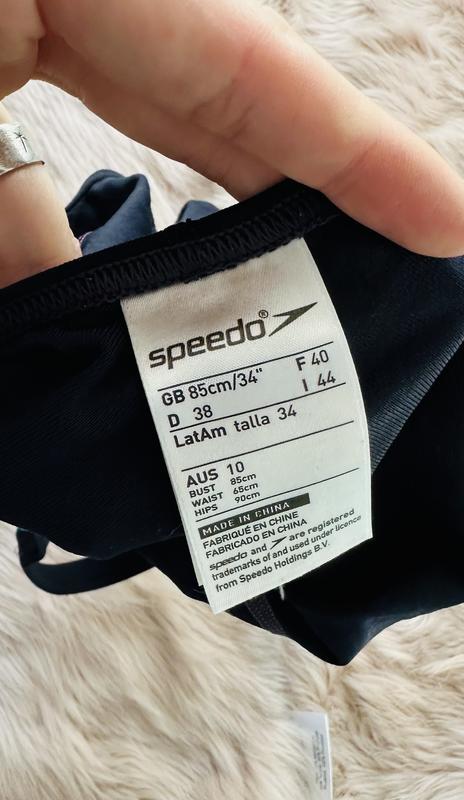 speedo®
GB 85cm/34" F 40
D 38 I 44
LatAm talla 34
AUS 10
BUST 85cm
WAIST 65cm
HIPS 90cm
MADE IN CHINA
FABRIQUÉ EN CHINE
FABRICADO EN CHINA
speedo and are registered
trademarks of and used under licence
from Speedo Holdings B.V.